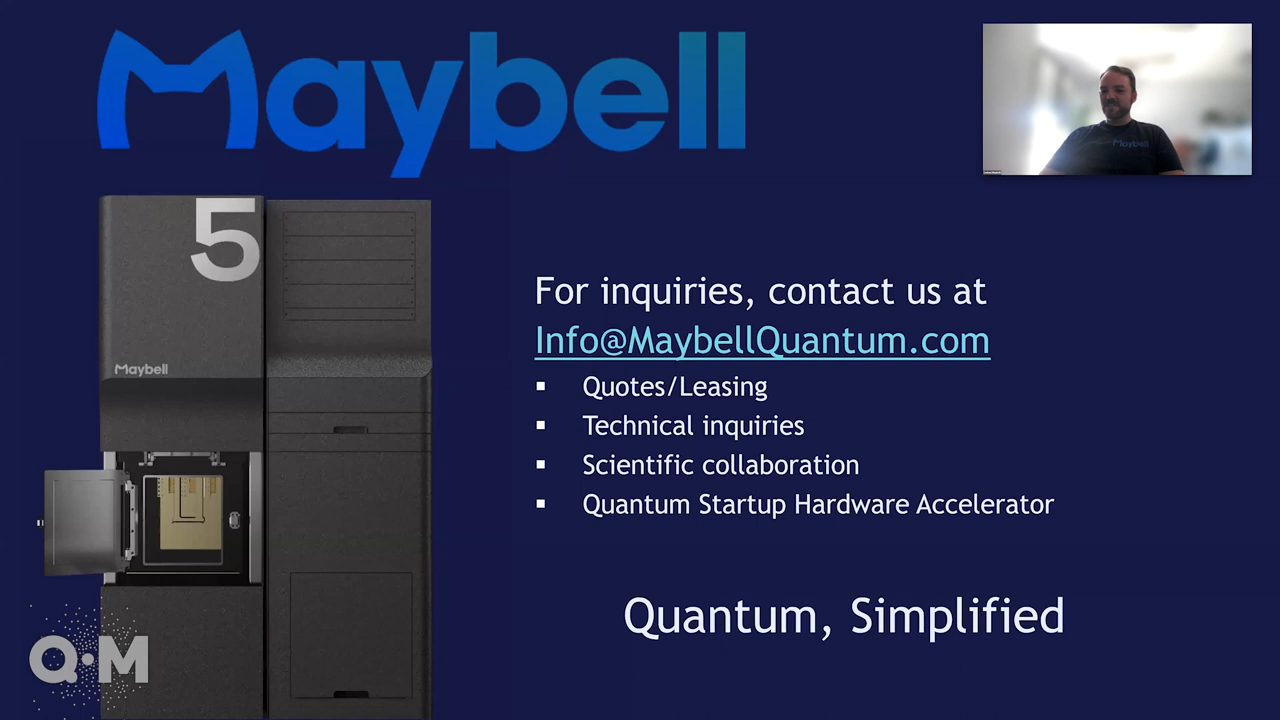 Maybell
Maybell
5
Maybell
For inquiries, contact us at
Info@MaybellQuantum.com
▪ Quotes/Leasing
▪ Technical inquiries
▪ Scientific collaboration
▪ Quantum Startup Hardware Accelerator
Quantum, Simplified
Q·M